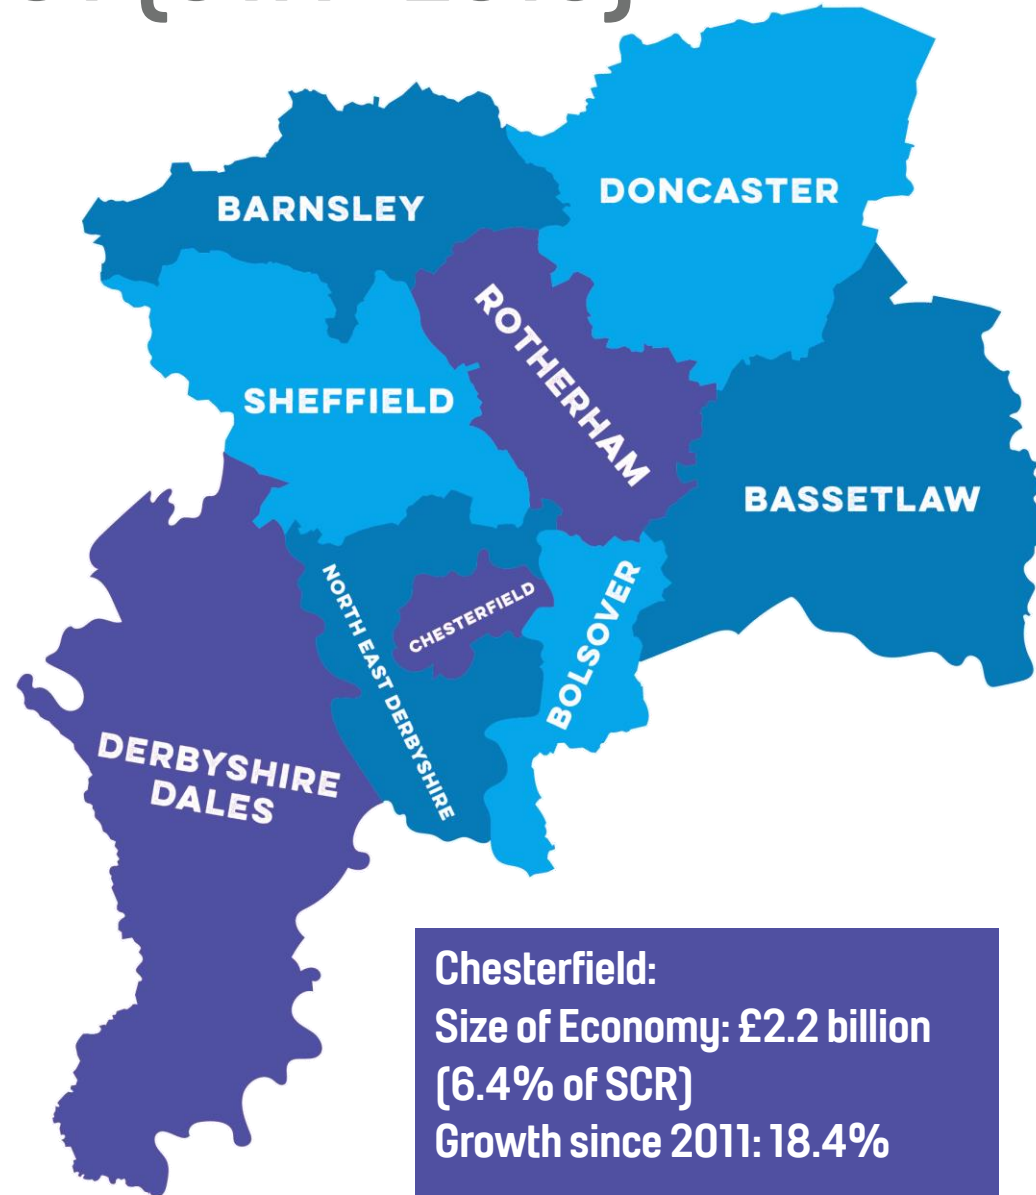 BARNSLEY
DONCASTER
ROTHERHAM
SHEFFIELD
BASSETLAW
NORTH EAST DERBYSHIRE
CHESTERFIELD
BOLSOVER
DERBYSHIRE
DALES
Chesterfield:
Size of Economy: £2.2 billion
(6.4% of SCR)
Growth since 2011: 18.4%